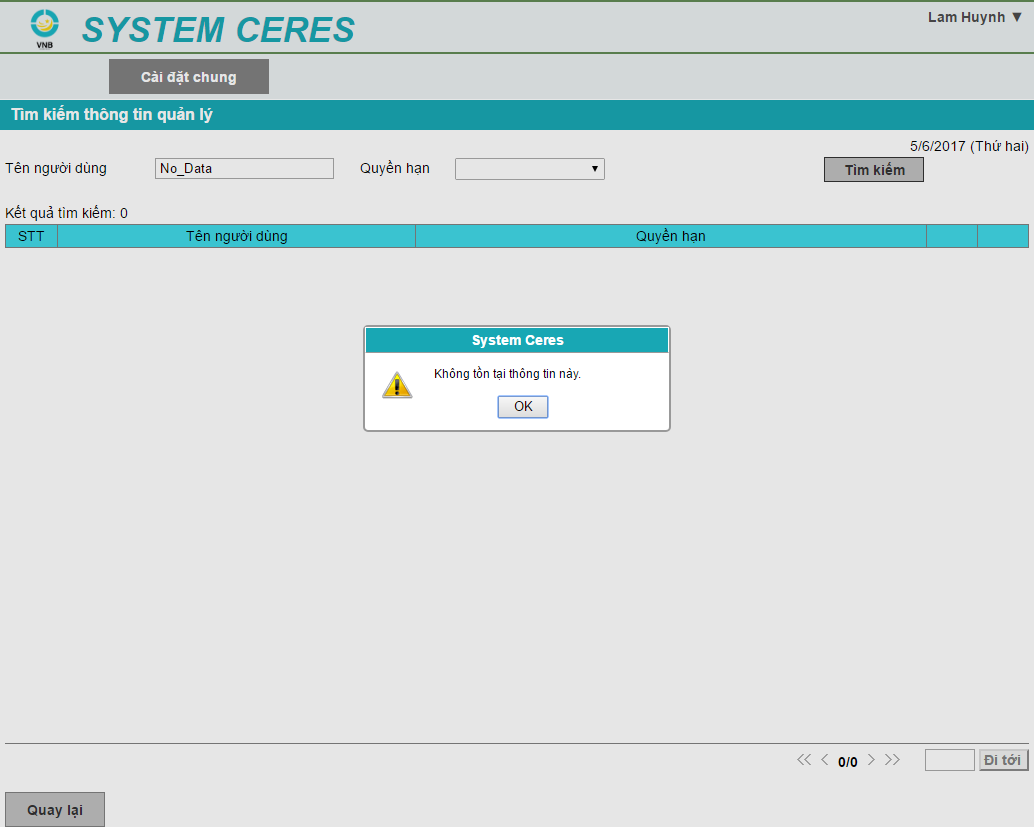 VNB
SYSTEM CERES
Lam Huynh ▼
Cài đặt chung
Tìm kiếm thông tin quản lý
5/6/2017 (Thứ hai)
Tên người dùng No_Data Quyền hạn Tìm kiếm
Kết quả tìm kiếm: 0
STT Tên người dùng Quyền hạn
System Ceres
Không tồn tại thông tin này.
OK
<< < 0/0 > >> Đi tới
Quay lại